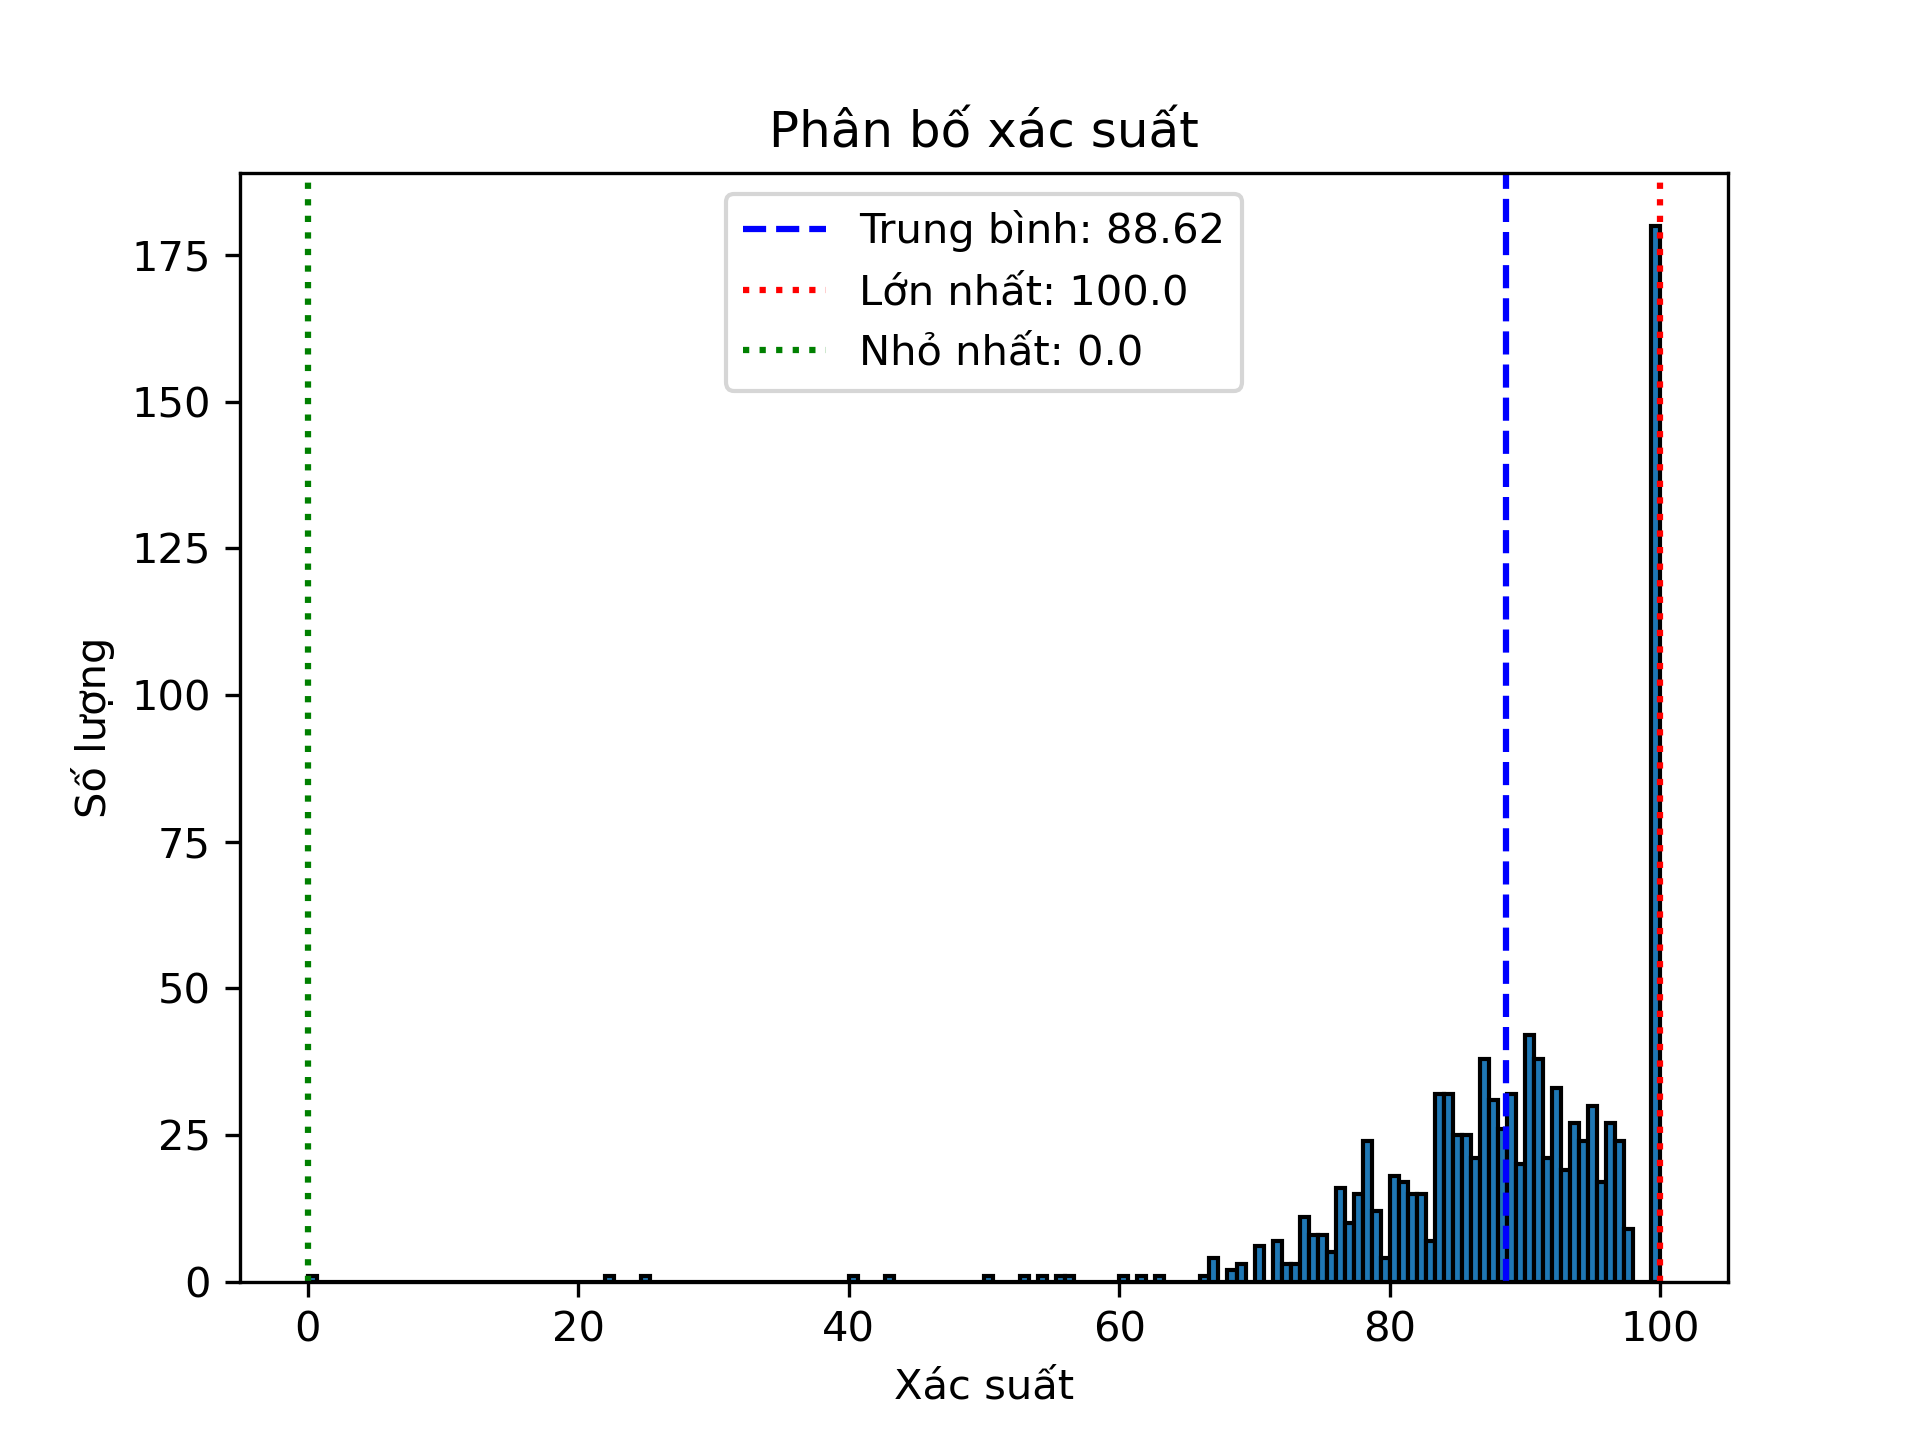 Phân bố xác suất
Trung bình: 88.62
Lớn nhất: 100.0
Nhỏ nhất: 0.0
175
150
125
100
75
50
25
0
Số lượng
0 20 40 60 80 100
Xác suất